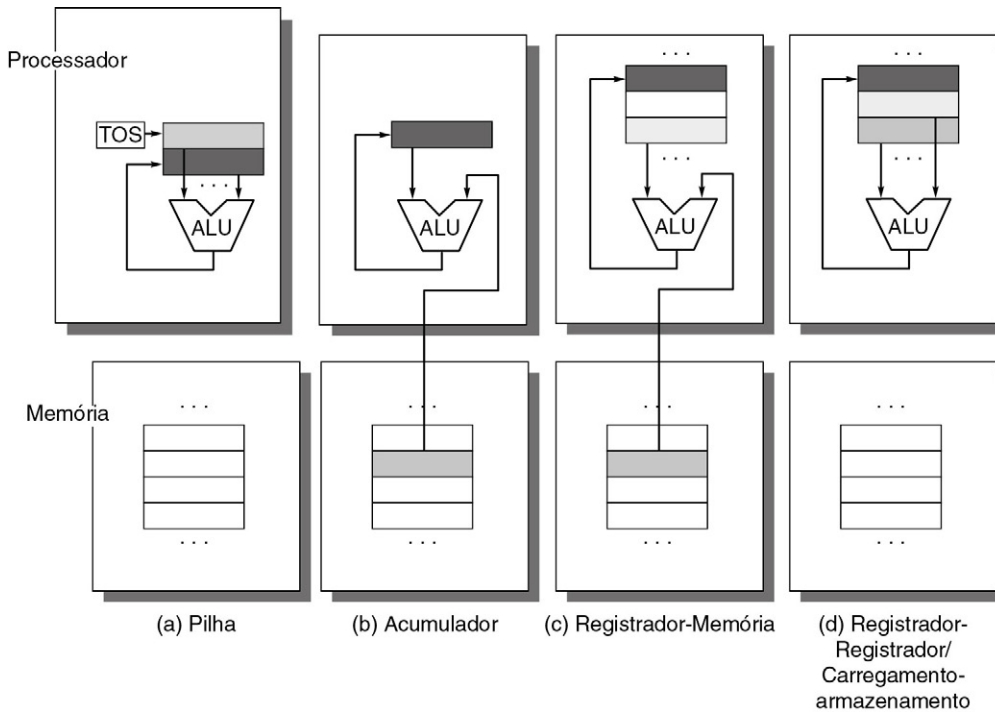 Processador
TOS
ALU
ALU
ALU
ALU
. . .
. . .
. . .
. . .
. . .
Memória
. . .
. . .
. . .
. . .
. . .
. . .
. . .
. . .
(a) Pilha
(b) Acumulador
(c) Registrador-Memória
(d) Registrador-
Registrador/
Carregamento-
armazenamento